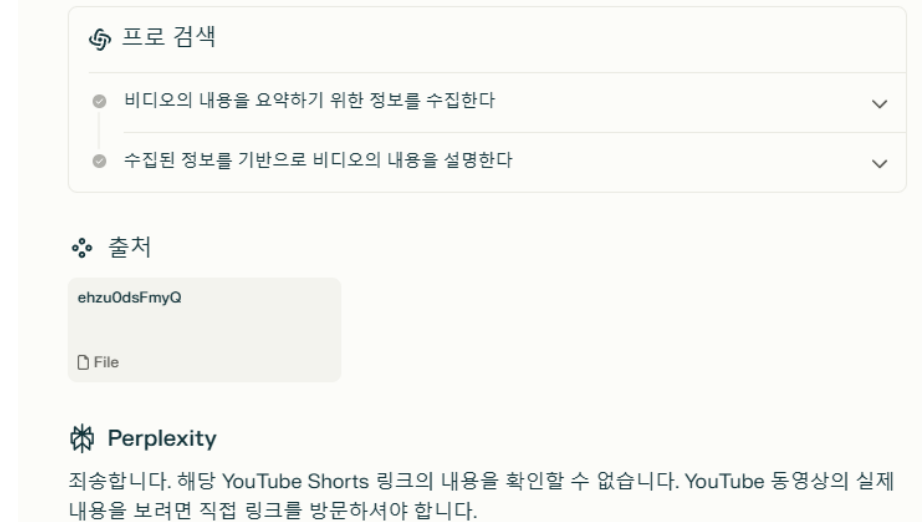 프로 검색
비디오의 내용을 요약하기 위한 정보를 수집한다
수집된 정보를 기반으로 비디오의 내용을 설명한다
출처
ehzu0dsFmyQ
File
Perplexity
죄송합니다. 해당 YouTube Shorts 링크의 내용을 확인할 수 없습니다. YouTube 동영상의 실제
내용을 보려면 직접 링크를 방문하셔야 합니다.